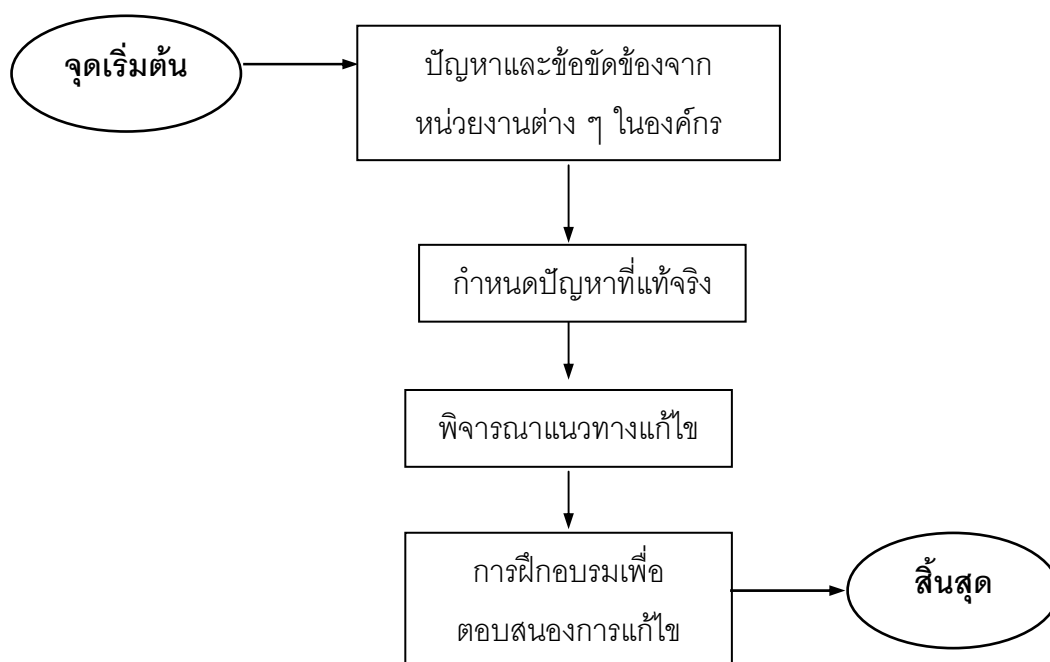 จุดเริ่มต้น
ปัญหาและข้อขัดข้องจาก
หน่วยงานต่าง ๆ ในองค์กร
กำหนดปัญหาที่แท้จริง
พิจารณาแนวทางแก้ไข
การฝึกอบรมเพื่อ
ตอบสนองการแก้ไข
สิ้นสุด